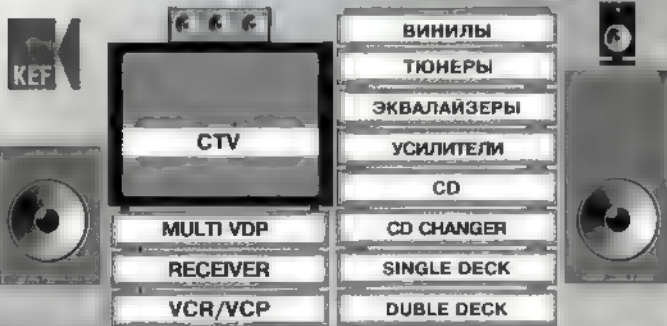 KEF
CTV
MULTI VDP
RECEIVER
VCR/VCP
ВИНИЛЫ
ТЮНЕРЫ
ЭКВАЛАЙЗЕРЫ
УСИЛИТЕЛИ
CD
CD CHANGER
SINGLE DECK
DUBLE DECK